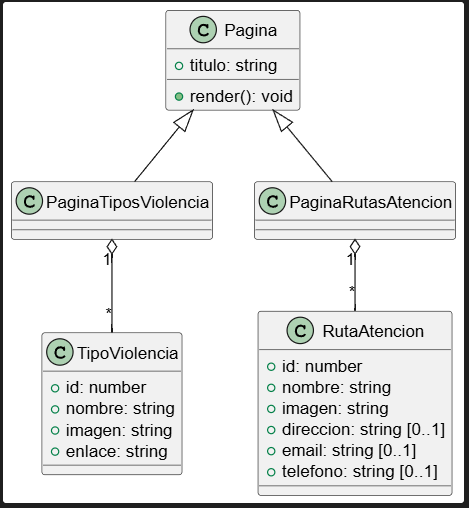 C Pagina
titulo: string
render(): void
C PaginaTiposViolencia
C PaginaRutasAtencion
1
1
*
*
C TipoViolencia
id: number
nombre: string
imagen: string
enlace: string
C RutaAtencion
id: number
nombre: string
imagen: string
direccion: string [0..1]
email: string [0..1]
telefono: string [0..1]